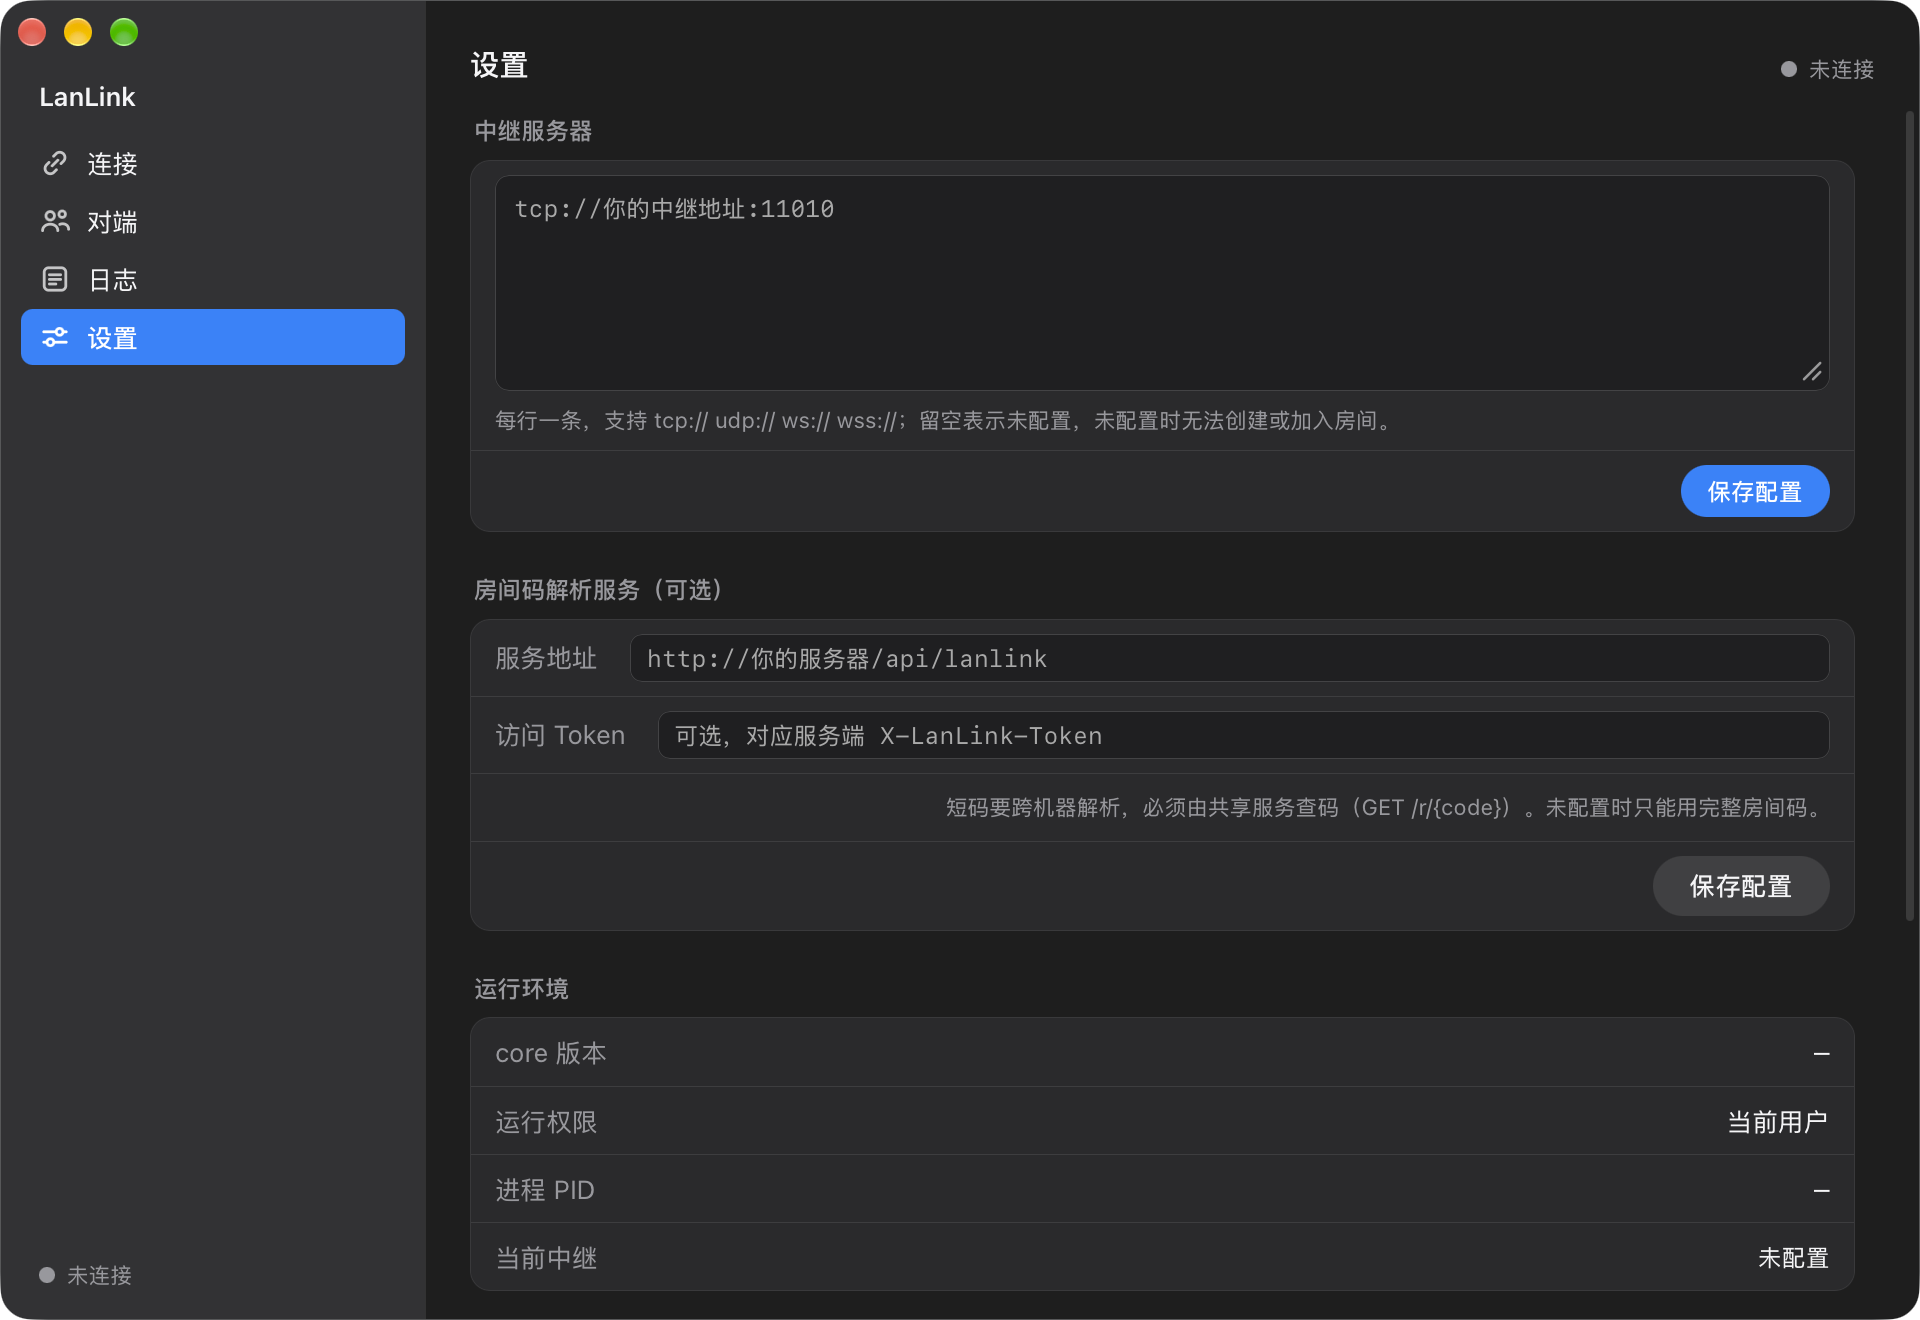 LanLink
连接
对端
日志
设置
未连接
设置
未连接
中继服务器
tcp://你的中继地址:11010
每行一条，支持 tcp:// udp:// ws:// wss://；留空表示未配置，未配置时无法创建或加入房间。
保存配置
房间码解析服务（可选）
服务地址 http://你的服务器/api/lanlink
访问 Token 可选，对应服务端 X-LanLink-Token
短码要跨机器解析，必须由共享服务查码（GET /r/{code}）。未配置时只能用完整房间码。
保存配置
运行环境
core 版本 —
运行权限 当前用户
进程 PID —
当前中继 未配置